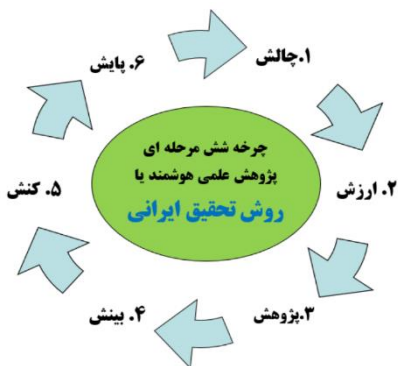 ۱.چالش
۲. ارزش
۳.پژوهش
۴. بینش
۵. کنش
۶. پایش
چرخه شش مرحله ای
پژوهش علمی هوشمند یا
روش تحقیق ایرانی